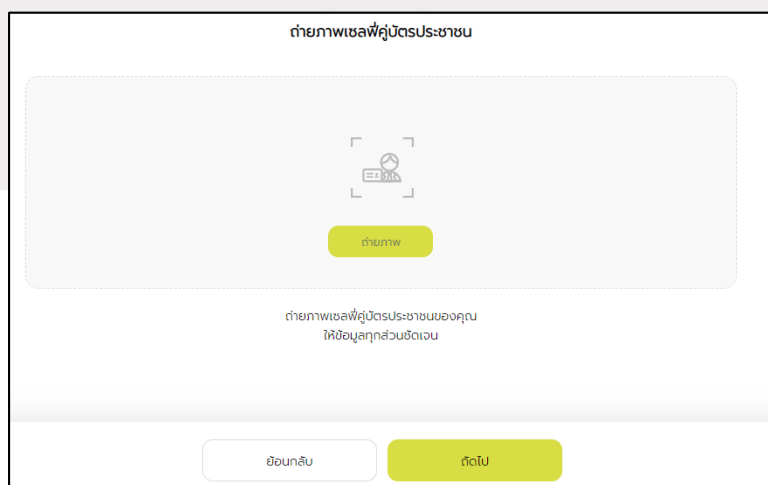 ถ่ายภาพเซลฟี่คู่บัตรประชาชน
ถ่ายภาพ
ถ่ายภาพเซลฟี่คู่บัตรประชาชนของคุณ
ให้ข้อมูลทุกส่วนชัดเจน
ย้อนกลับ
ถัดไป